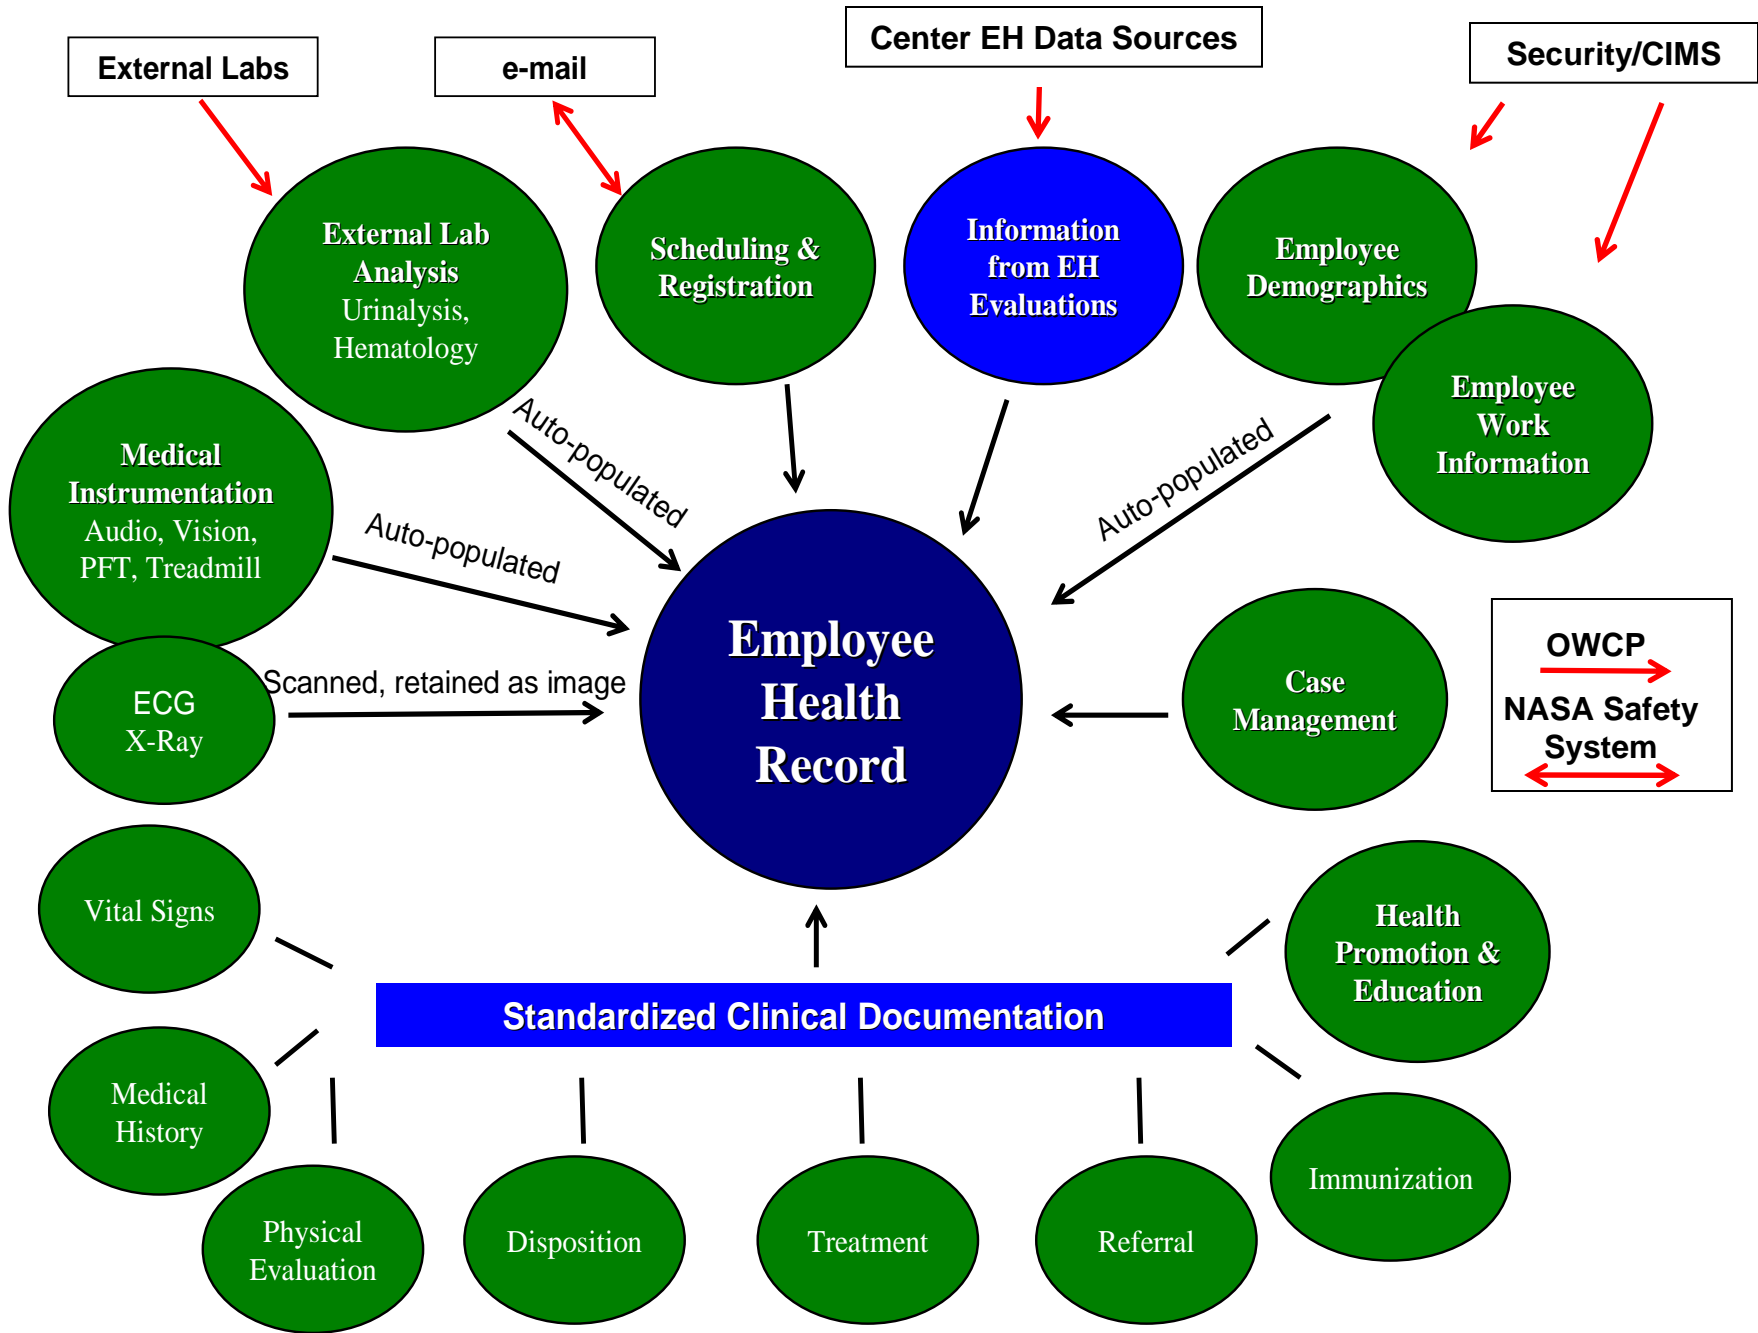 External Labs
e-mail
Center EH Data Sources
Security/CIMS
External Lab
Analysis
Urinalysis,
Hematology
Scheduling &
Registration
Information
from EH
Evaluations
Employee
Demographics
Employee
Work
Information
Medical
Instrumentation
Audio, Vision,
PFT, Treadmill
Auto-populated
Auto-populated
Auto-populated
ECG
X-Ray
Scanned, retained as image
Employee
Health
Record
Case
Management
OWCP
NASA Safety
System
Vital Signs
Health
Promotion &
Education
Standardized Clinical Documentation
Medical
History
Physical
Evaluation
Disposition
Treatment
Referral
Immunization